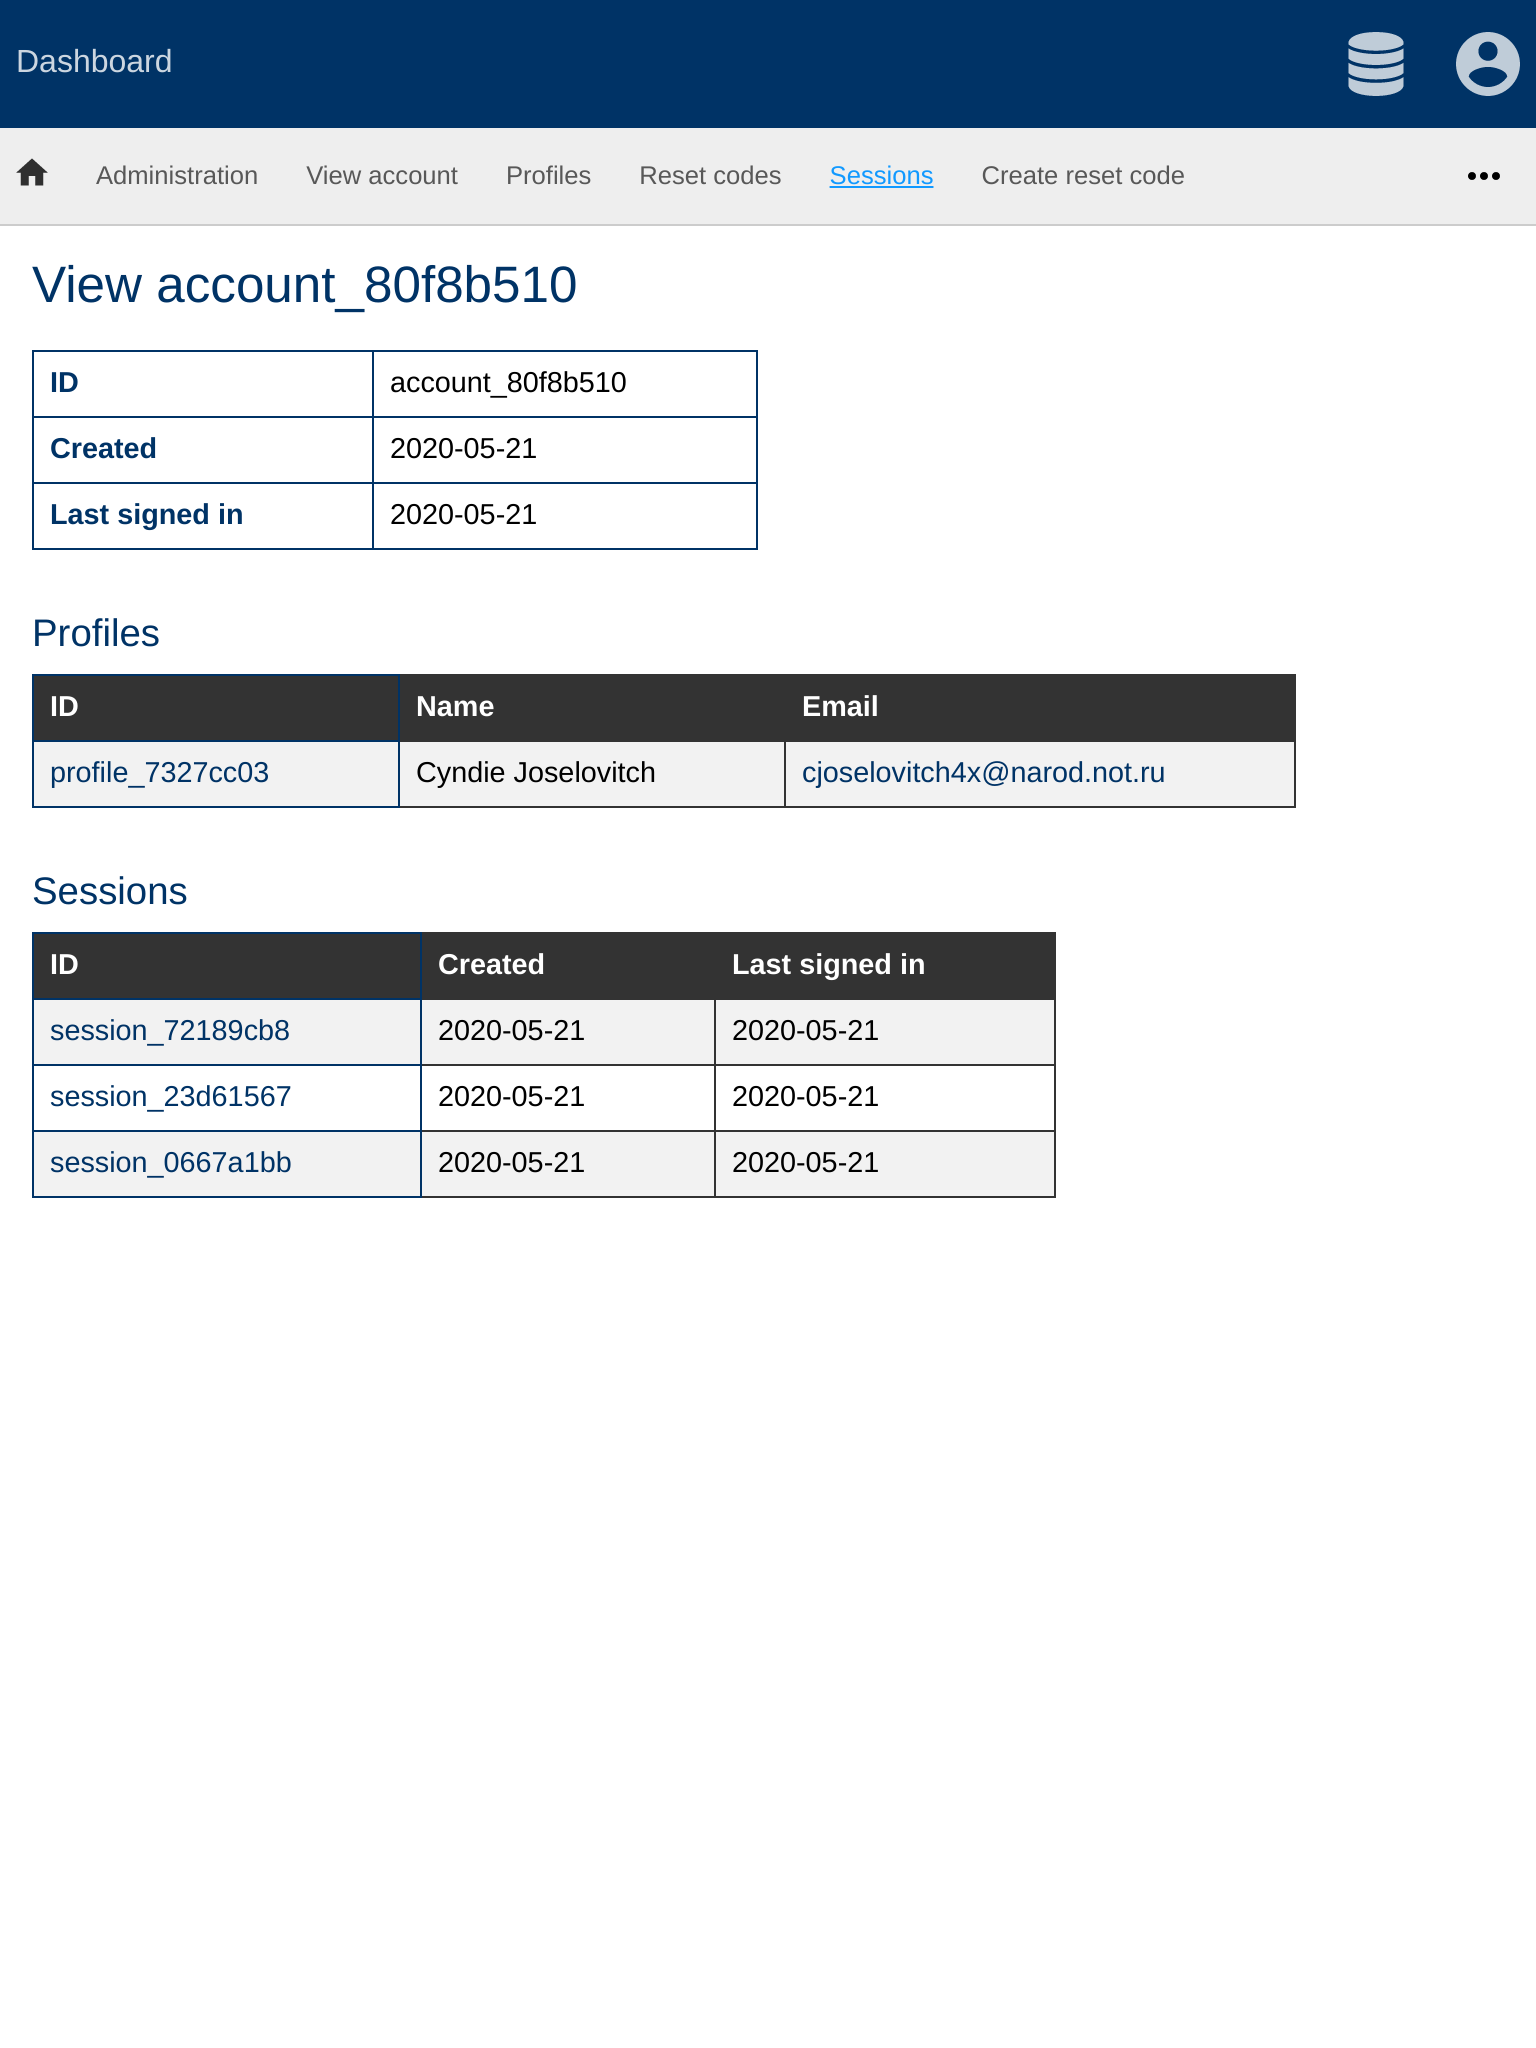 Dashboard
Administration View account Profiles Reset codes Sessions Create reset code
View account_80f8b510
ID account_80f8b510
Created 2020-05-21
Last signed in 2020-05-21
Profiles
ID Name Email
profile_7327cc03 Cyndie Joselovitch cjoselovitch4x@narod.not.ru
Sessions
ID Created Last signed in
session_72189cb8 2020-05-21 2020-05-21
session_23d61567 2020-05-21 2020-05-21
session_0667a1bb 2020-05-21 2020-05-21